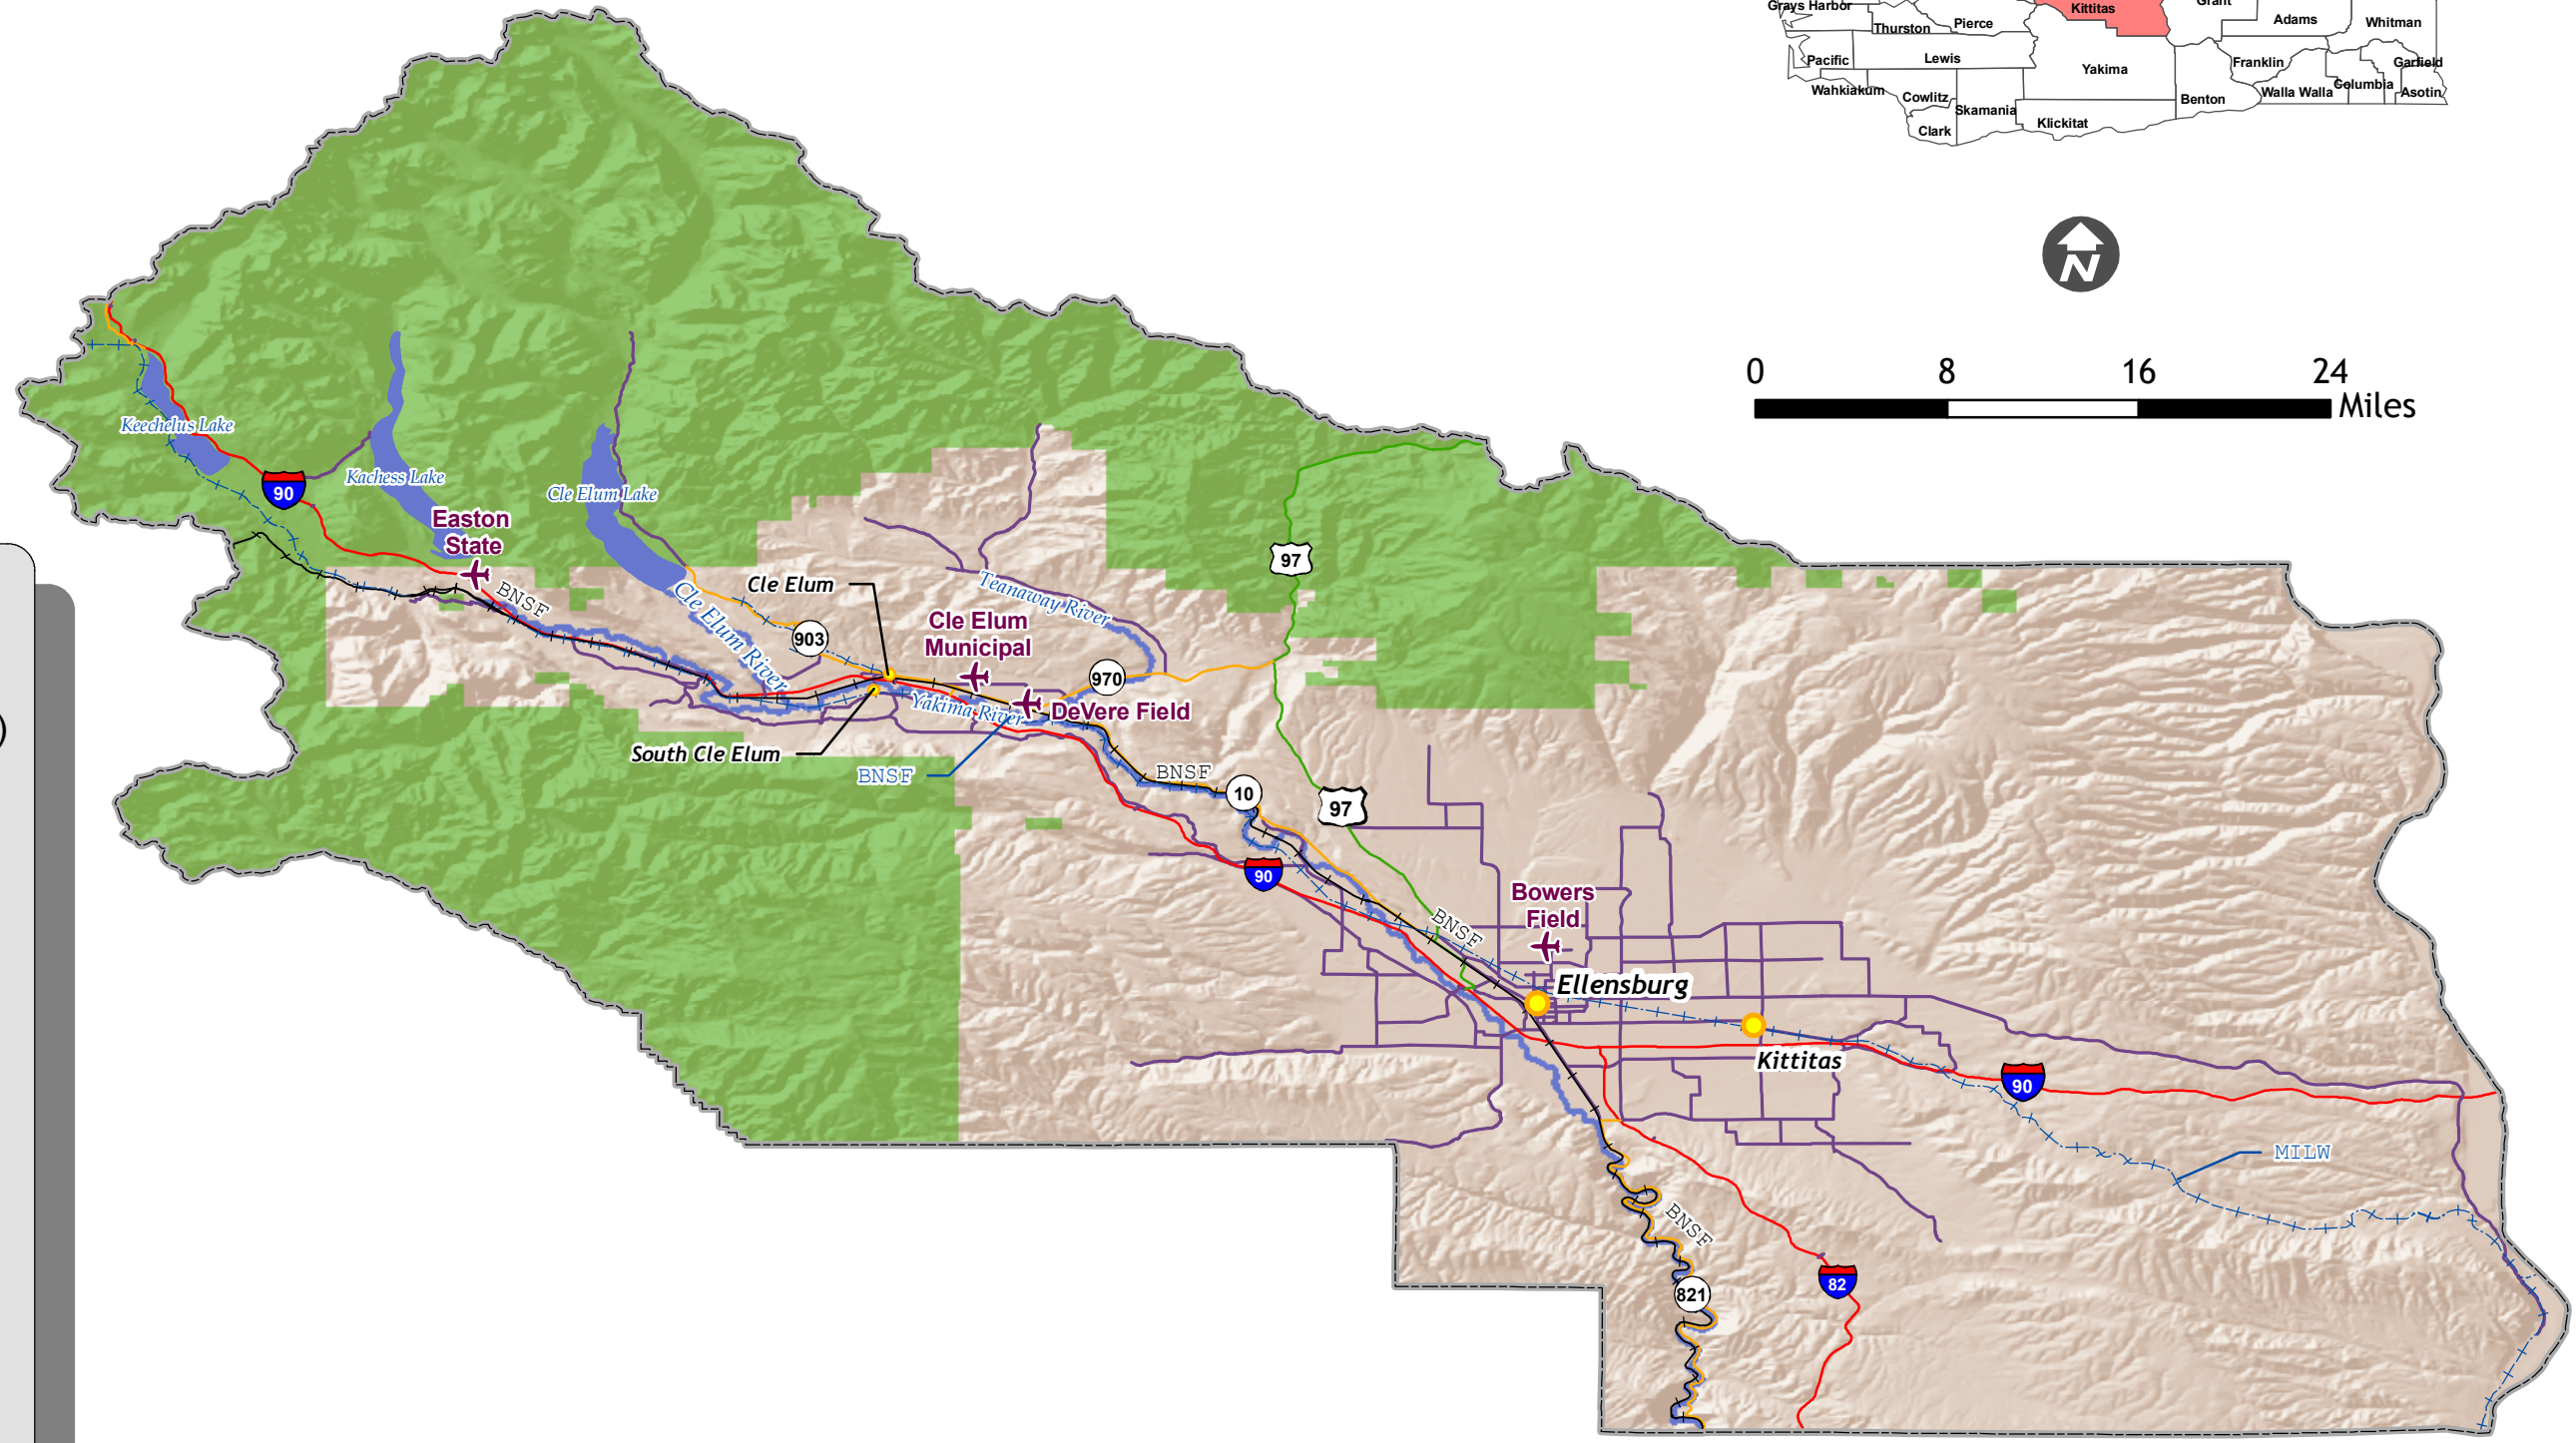 Grays Harbor
Thurston
Pierce
Kittitas
Grant
Adams
Whitman
Pacific
Lewis
Yakima
Franklin
Garfield
Wahkiakum
Cowlitz
Skamania
Benton
Walla Walla
Columbia
Asotin
Clark
Klickitat
N
0 8 16 24
Miles
Keechelus Lake
90
Kachess Lake
Cle Elum Lake
Easton
State
97
BNSF
Cle Elum
Teanaway River
Cle Elum River
903
Cle Elum
Municipal
970
Yakima River
DeVere Field
South Cle Elum
BNSF
BNSF
10
97
90
Bowers
Field
BNSF
Ellensburg
Kittitas
90
MILW
BNSF
821
82
)